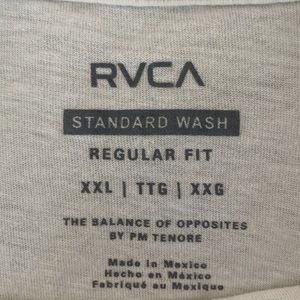 RVCA
STANDARD WASH
REGULAR FIT
XXL | TTG | XXG
THE BALANCE OF OPPOSITES
BY PM TENORE
Made in Mexico
Hecho en México
Fabriqué au Mexique